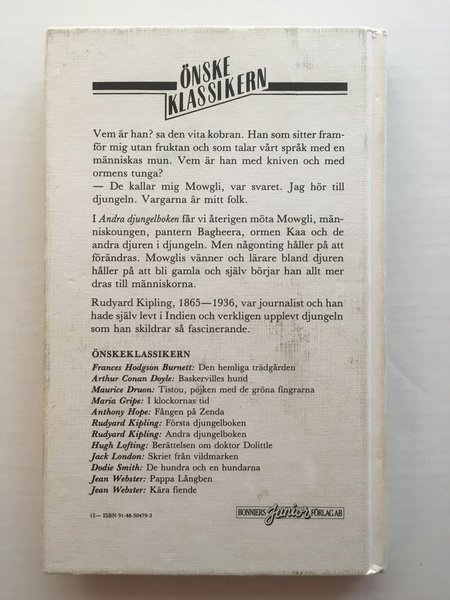 ÖNSKE
KLASSIKERN
Vem är han? sa den vita kobran. Han som sitter fram-
för mig utan fruktan och som talar vårt språk med en
människas mun. Vem är han med kniven och med
ormens tunga?
— De kallar mig Mowgli, var svaret. Jag hör till
djungeln. Vargarna är mitt folk.
I Andra djungelboken får vi återigen möta Mowgli, män-
niskoungen, pantern Bagheera, ormen Kaa och de
andra djuren i djungeln. Men någonting håller på att
förändras. Mowglis vänner och lärare bland djuren
håller på att bli gamla och själv börjar han allt mer
dras till människorna.
Rudyard Kipling, 1865—1936, var journalist och han
hade själv levt i Indien och verkligen upplevt djungeln
som han skildrar så fascinerande.
ÖNSKEKLASSIKERN
Frances Hodgson Burnett: Den hemliga trädgården
Arthur Conan Doyle: Baskervilles hund
Maurice Druon: Tistou, pojken med de gröna fingrarna
Maria Gripe: I klockornas tid
Anthony Hope: Fången på Zenda
Rudyard Kipling: Första djungelboken
Rudyard Kipling: Andra djungelboken
Hugh Lofting: Berättelsen om doktor Dolittle
Jack London: Skriet från vildmarken
Dodie Smith: De hundra och en hundarna
Jean Webster: Pappa Långben
Jean Webster: Kära fiende
12— ISBN 91-48-50479-3
BONNIERS Junior FÖRLAG AB